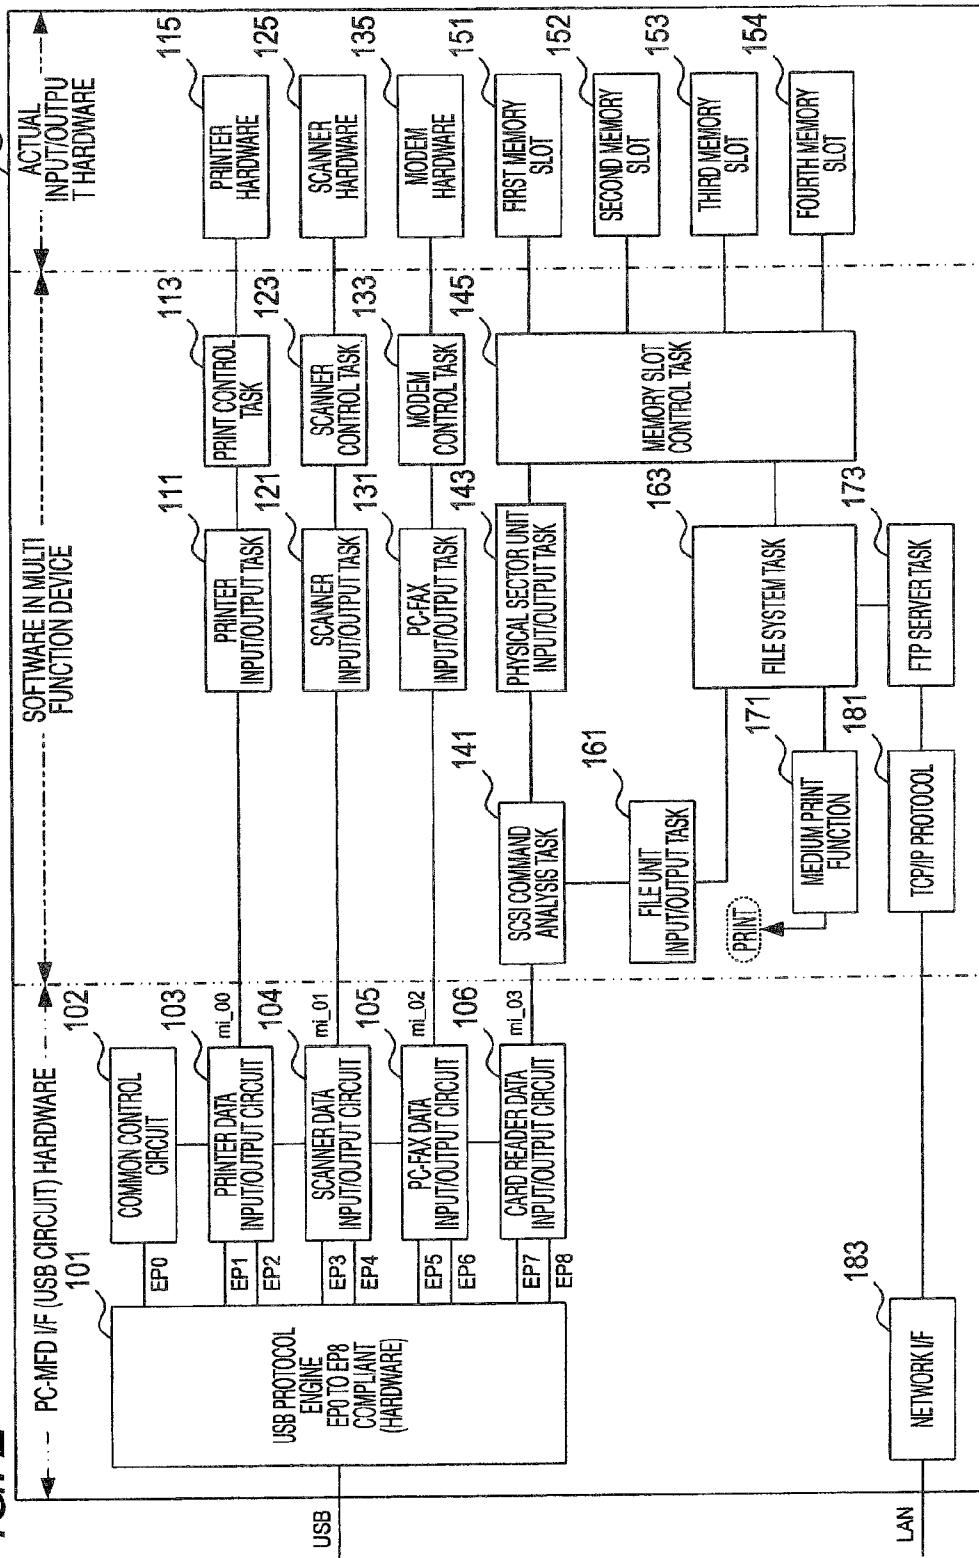 PC-MFD I/F (USB CIRCUIT) HARDWARE
SOFTWARE IN MULTI
FUNCTION DEVICE
ACTUAL
INPUT/OUTPU
T HARDWARE
101
USB PROTOCOL
ENGINE
EP0 TO EP8
COMPLIANT
(HARDWARE)
USB
EP0
102
COMMON CONTROL
CIRCUIT
EP1
EP2
103
PRINTER DATA
INPUT/OUTPUT CIRCUIT
mi_00
111
PRINTER
INPUT/OUTPUT TASK
113
PRINT CONTROL
TASK
115
PRINTER
HARDWARE
EP3
EP4
104
SCANNER DATA
INPUT/OUTPUT CIRCUIT
mi_01
121
SCANNER
INPUT/OUTPUT TASK
123
SCANNER
CONTROL TASK
125
SCANNER
HARDWARE
EP5
EP6
105
PC-FAX DATA
INPUT/OUTPUT CIRCUIT
mi_02
131
PC-FAX
INPUT/OUTPUT TASK
133
MODEM
CONTROL TASK
135
MODEM
HARDWARE
EP7
EP8
106
CARD READER DATA
INPUT/OUTPUT CIRCUIT
mi_03
141
SCSI COMMAND
ANALYSIS TASK
143
PHYSICAL SECTOR UNIT
INPUT/OUTPUT TASK
145
MEMORY SLOT
CONTROL TASK
151
FIRST MEMORY
SLOT
152
SECOND MEMORY
SLOT
153
THIRD MEMORY
SLOT
154
FOURTH MEMORY
SLOT
161
FILE UNIT
INPUT/OUTPUT TASK
163
FILE SYSTEM TASK
PRINT
171
MEDIUM PRINT
FUNCTION
173
FTP SERVER TASK
181
TCP/IP PROTOCOL
183
NETWORK I/F
LAN